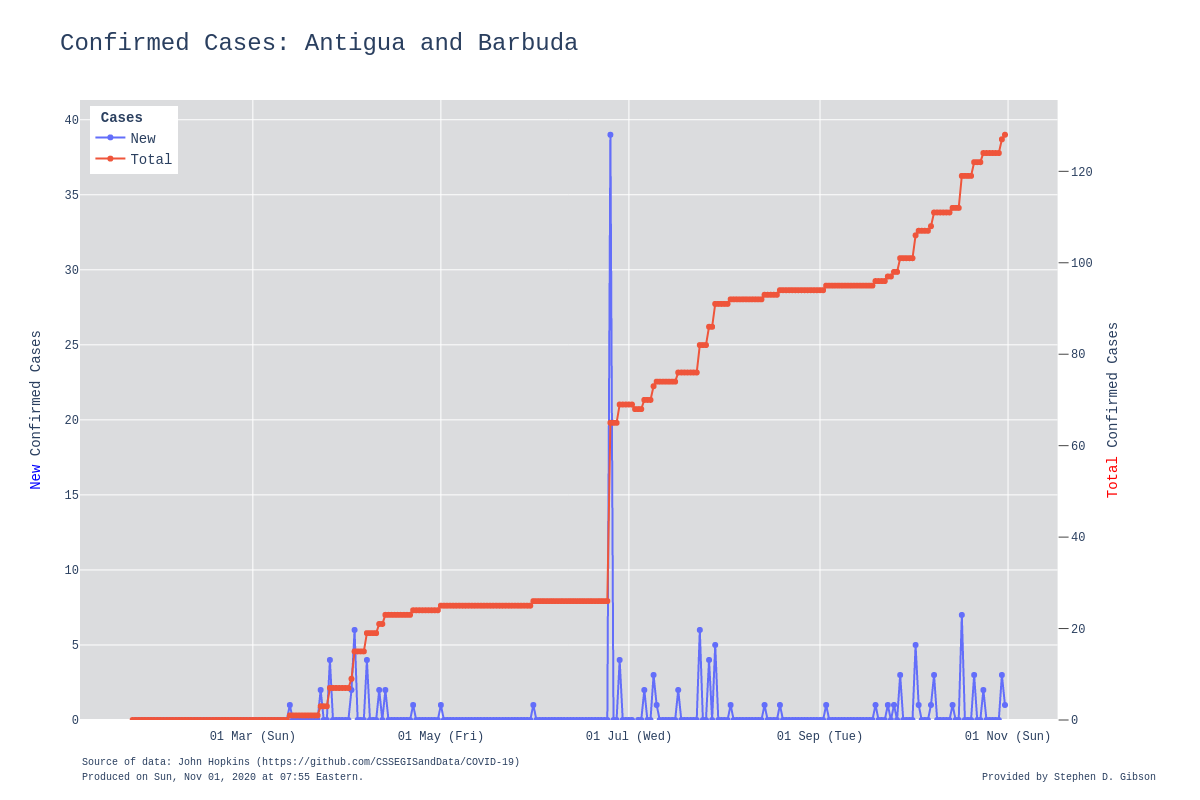 Confirmed Cases: Antigua and Barbuda
Cases
New
Total
40
35
30
25
20
15
10
5
0
New Confirmed Cases
120
100
80
60
40
20
0
Total Confirmed Cases
01 Mar (Sun)
01 May (Fri)
01 Jul (Wed)
01 Sep (Tue)
01 Nov (Sun)
Source of data: John Hopkins (https://github.com/CSSEGISandData/COVID-19)
Produced on Sun, Nov 01, 2020 at 07:55 Eastern.
Provided by Stephen D. Gibson